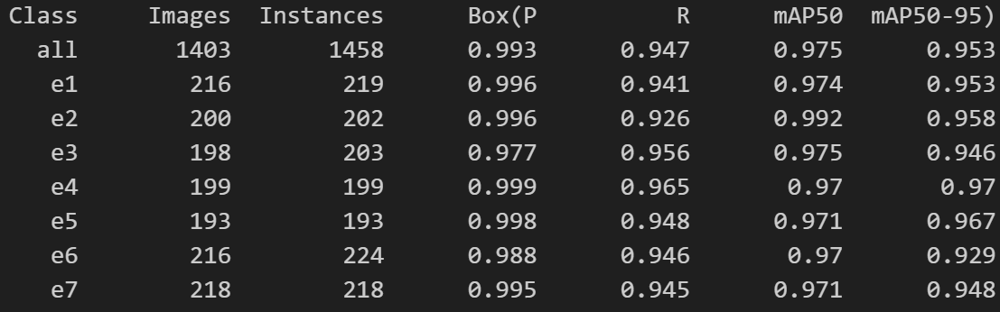 Class Images Instances Box(P R mAP50 mAP50-95)
all 1403 1458 0.993 0.947 0.975 0.953
e1 216 219 0.996 0.941 0.974 0.953
e2 200 202 0.996 0.926 0.992 0.958
e3 198 203 0.977 0.956 0.975 0.946
e4 199 199 0.999 0.965 0.97 0.97
e5 193 193 0.998 0.948 0.971 0.967
e6 216 224 0.988 0.946 0.97 0.929
e7 218 218 0.995 0.945 0.971 0.948